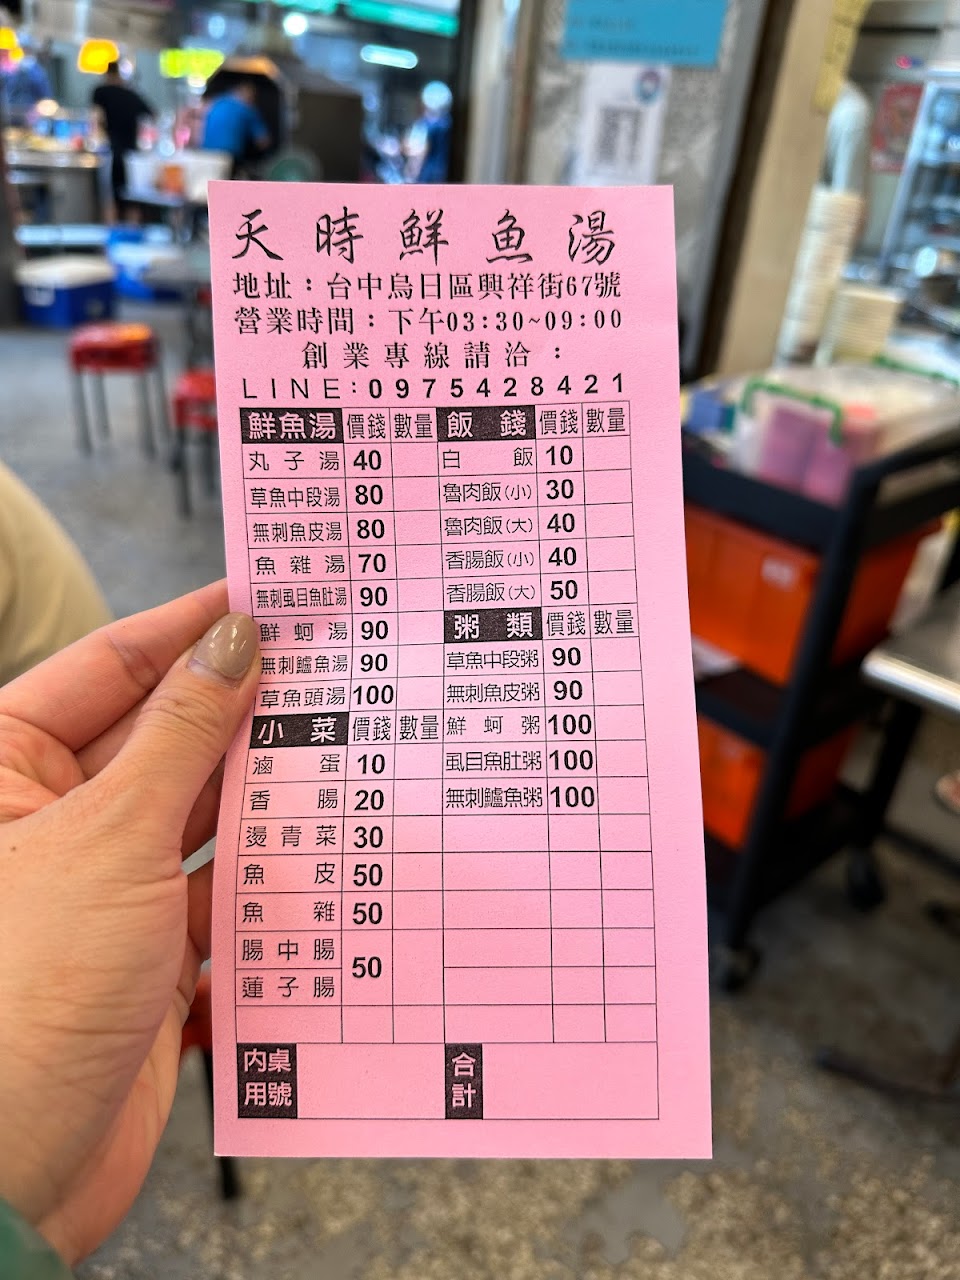 天時鮮魚湯
地址：台中烏日區興祥街67號
營業時間：下午03:30~09:00
創業專線請洽：
LINE:0975428421
鮮魚湯 價錢 數量
丸子湯 40
草魚中段湯 80
無刺魚皮湯 80
魚雜湯 70
無刺虱目魚肚湯 90
鮮蚵湯 90
無刺鱸魚湯 90
草魚頭湯 100
小菜 價錢 數量
滷蛋 10
香腸 20
燙青菜 30
魚皮 50
魚雜 50
腸中腸 50
蓮子腸
飯錢 價錢 數量
白飯 10
魯肉飯(小) 30
魯肉飯(大) 40
香腸飯(小) 40
香腸飯(大) 50
粥類 價錢 數量
草魚中段粥 90
無刺魚皮粥 90
鮮蚵粥 100
虱目魚肚粥 100
無刺鱸魚粥 100
內用
桌號
合計